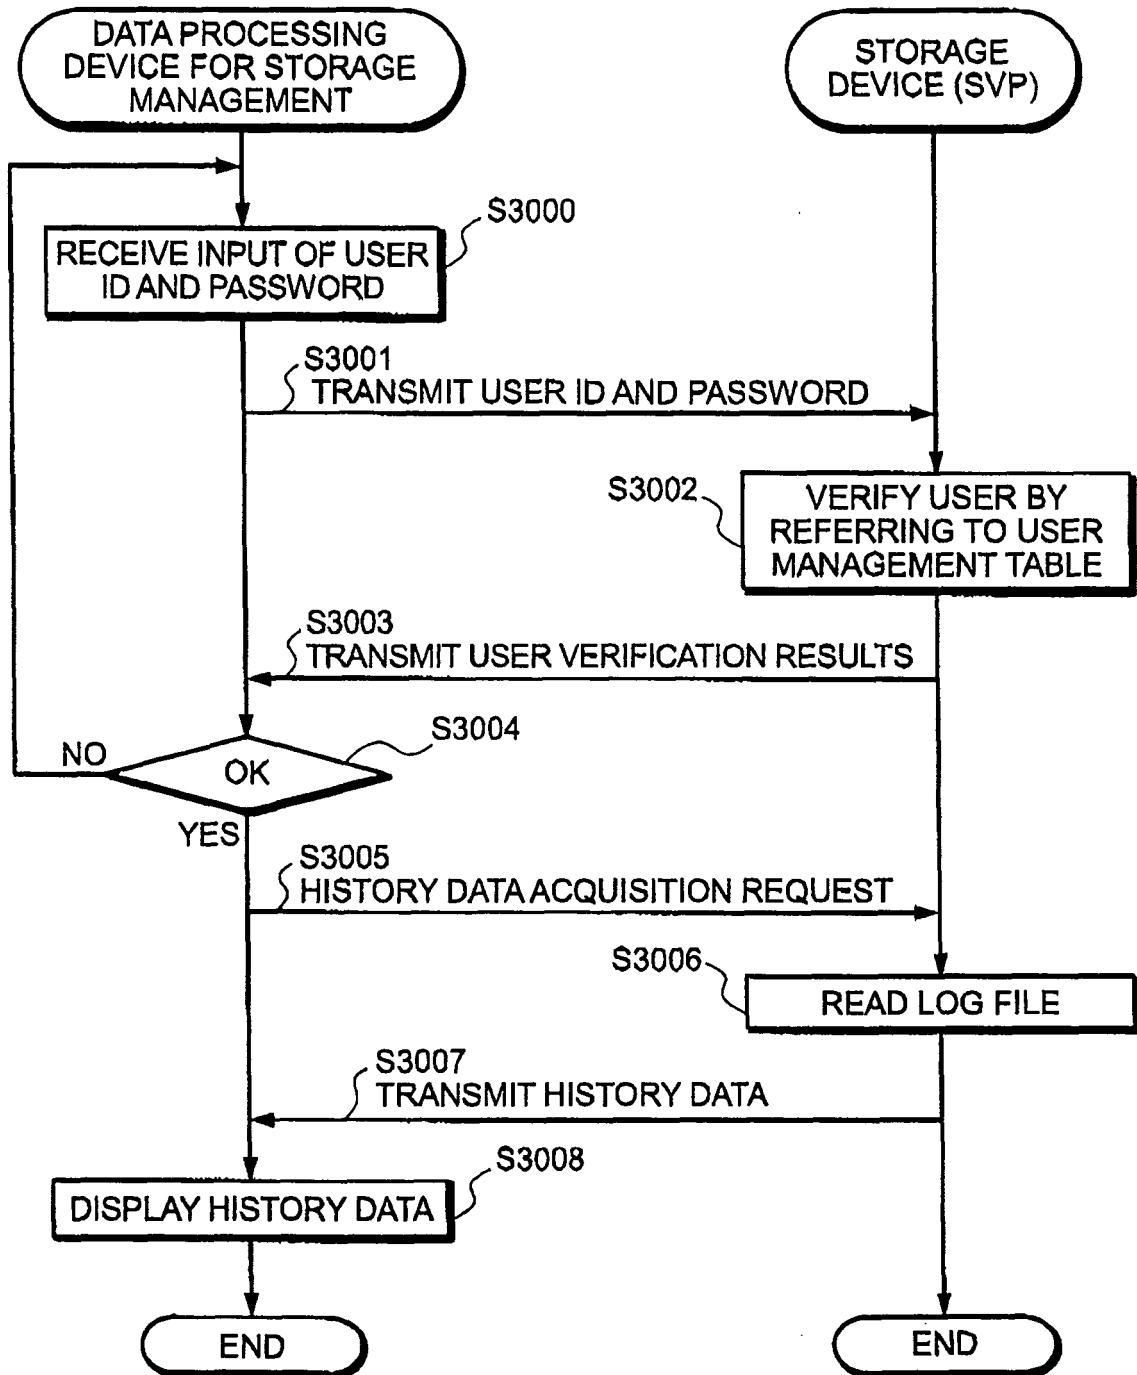 DATA PROCESSING
DEVICE FOR STORAGE
MANAGEMENT
STORAGE
DEVICE (SVP)
S3000
RECEIVE INPUT OF USER
ID AND PASSWORD
S3001
TRANSMIT USER ID AND PASSWORD
S3002
VERIFY USER BY
REFERRING TO USER
MANAGEMENT TABLE
S3003
TRANSMIT USER VERIFICATION RESULTS
S3004
NO
OK
YES
S3005
HISTORY DATA ACQUISITION REQUEST
S3006
READ LOG FILE
S3007
TRANSMIT HISTORY DATA
S3008
DISPLAY HISTORY DATA
END
END